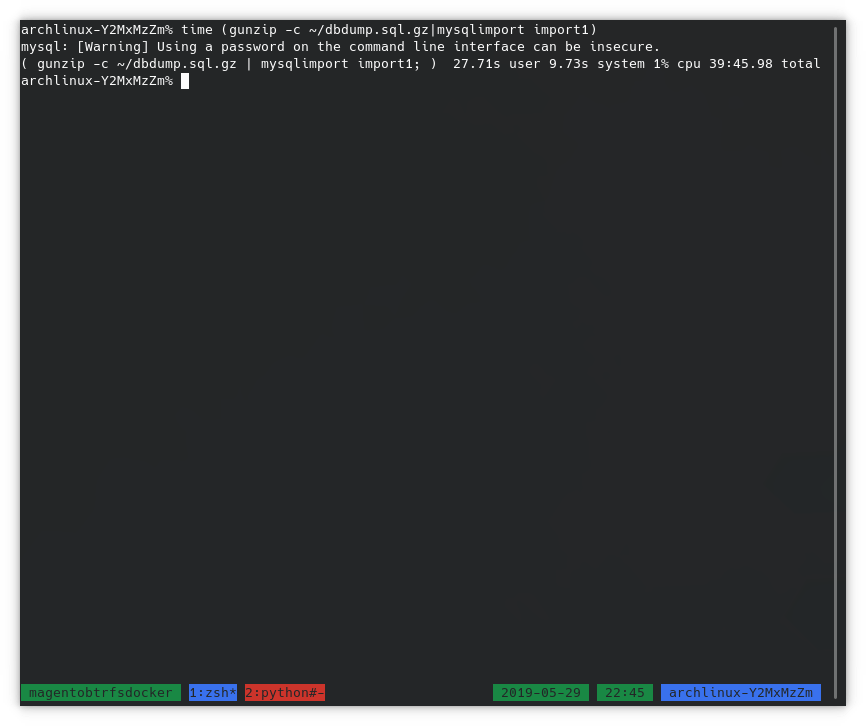 archlinux-Y2MxMzZm% time (gunzip -c ~/dbdump.sql.gz|mysqlimport import1)
mysql: [Warning] Using a password on the command line interface can be insecure.
( gunzip -c ~/dbdump.sql.gz | mysqlimport import1; )  27.71s user 9.73s system 1% cpu 39:45.98 total
archlinux-Y2MxMzZm%
magentobtrfsdocker 1:zsh* 2:python#- 2019-05-29 22:45 archlinux-Y2MxMzZm